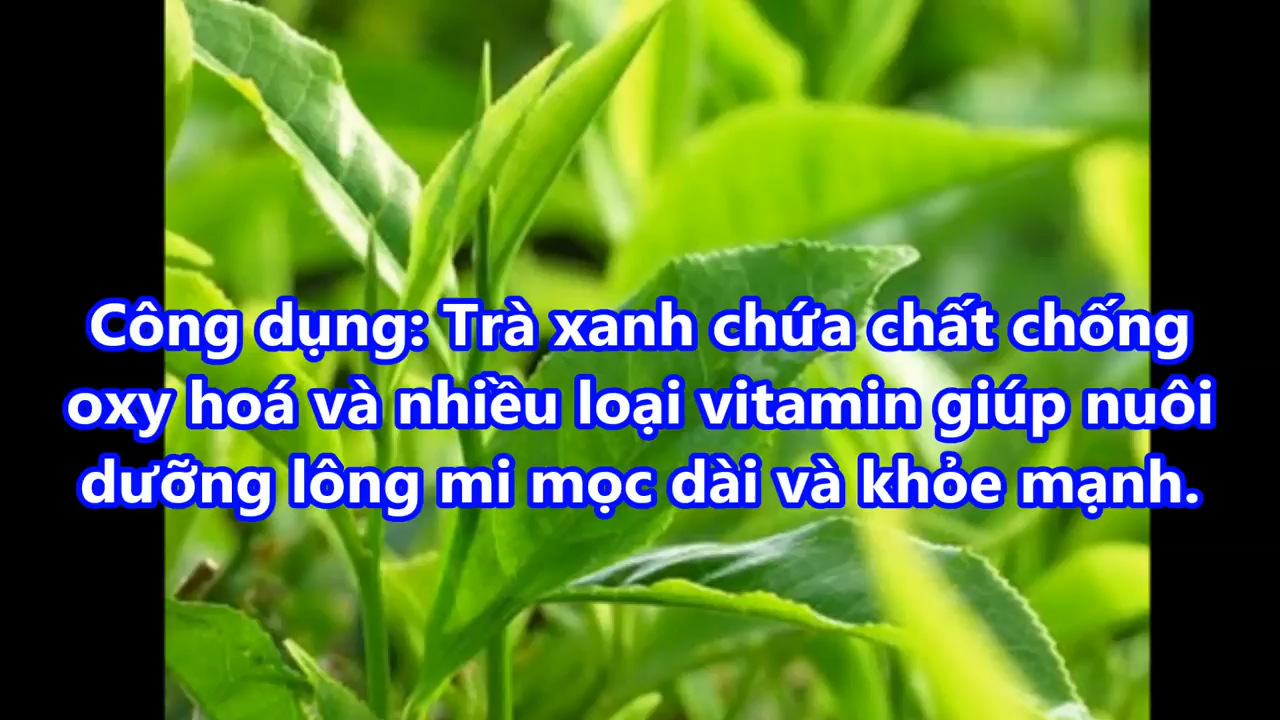 Công dụng: Trà xanh chứa chất chống
oxy hoá và nhiều loại vitamin giúp nuôi
dưỡng lông mi mọc dài và khỏe mạnh.